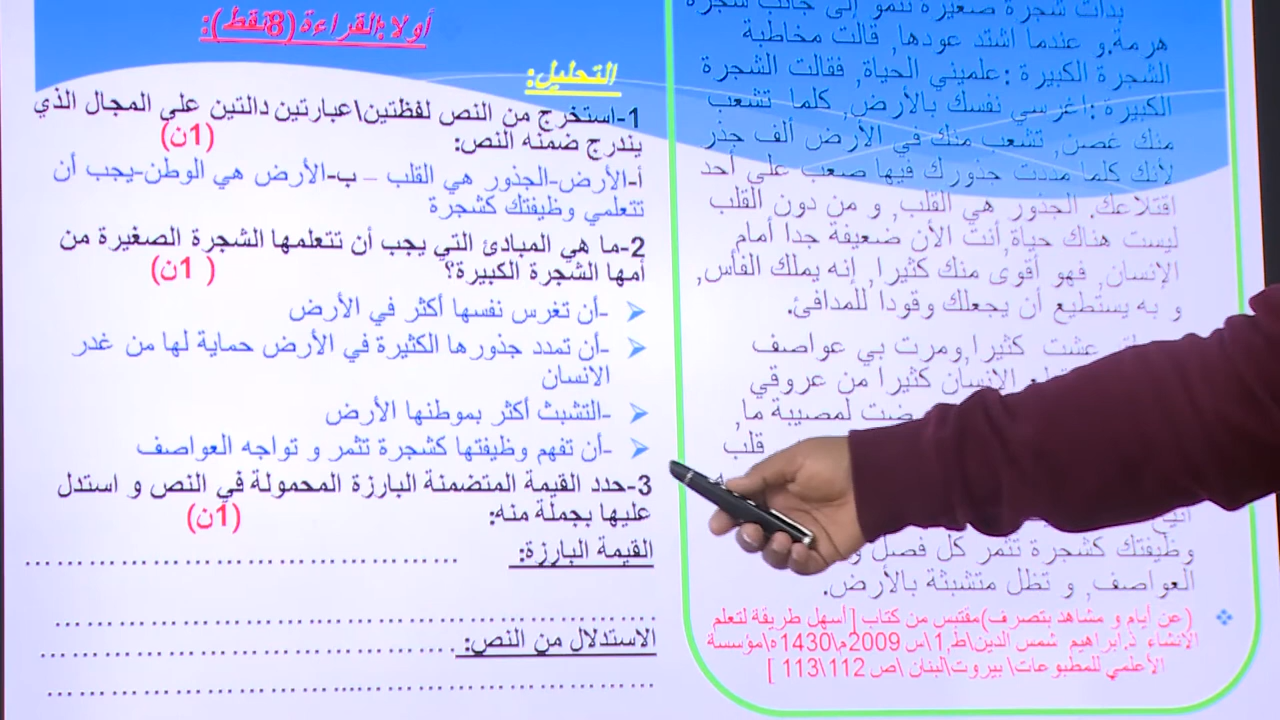 بدأت شجرة صغيرة تنمو إلى جانب شجرة
هرمة.و عندما اشتد عودها, قالت مخاطبة
الشجرة الكبيرة :علميني الحياة, فقالت الشجرة
الكبيرة :اغرسي نفسك بالأرض, كلما تشعب
منك غصن, تشعب منك في الأرض ألف جذر
لأنك كلما مددت جذورك فيها صعب على أحد
اقتلاعك. الجذور هي القلب, و من دون القلب
ليست هناك حياة,أنت الأن ضعيفة جدا أمام
الإنسان, فهو أقوى منك كثيرا, إنه يملك الفأس,
و به يستطيع أن يجعلك وقودا للمدافئ.
عشت كثيرا,ومرت بي عواصف
الإنسان كثيرا من عروقي
لمصيبة ما,
قلب
وظيفتك كشجرة تثمر كل فصل و
العواصف, و تظل متشبثة بالأرض.
(عن أيام و مشاهد بتصرف)مقتبس من كتاب [أسهل طريقة لتعلم
الإنشاء ذ.ابراهيم شمس الدين\ط,1\س 2009م\1430ه\مؤسسة
الأعلمي للمطبوعات\ بيروت\لبنان \ص 112\113 ]
أولا :القراءة (8نقط):
التحليل:
1-استخرج من النص لفظتين\عبارتين دالتين على المجال الذي
يندرج ضمنه النص: (1ن)
أ-الأرض-الجذور هي القلب – ب-الأرض هي الوطن-يجب أن
تتعلمي وظيفتك كشجرة
2-ما هي المبادئ التي يجب أن تتعلمها الشجرة الصغيرة من
أمها الشجرة الكبيرة؟ ( 1ن)
-أن تغرس نفسها أكثر في الأرض
-أن تمدد جذورها الكثيرة في الأرض حماية لها من غدر
الانسان
-التشبث أكثر بموطنها الأرض
-أن تفهم وظيفتها كشجرة تثمر و تواجه العواصف
3-حدد القيمة المتضمنة البارزة المحمولة في النص و استدل
عليها بجملة منه: (1ن)
القيمة البارزة: ................................
................................
الاستدلال من النص: ................................
................................